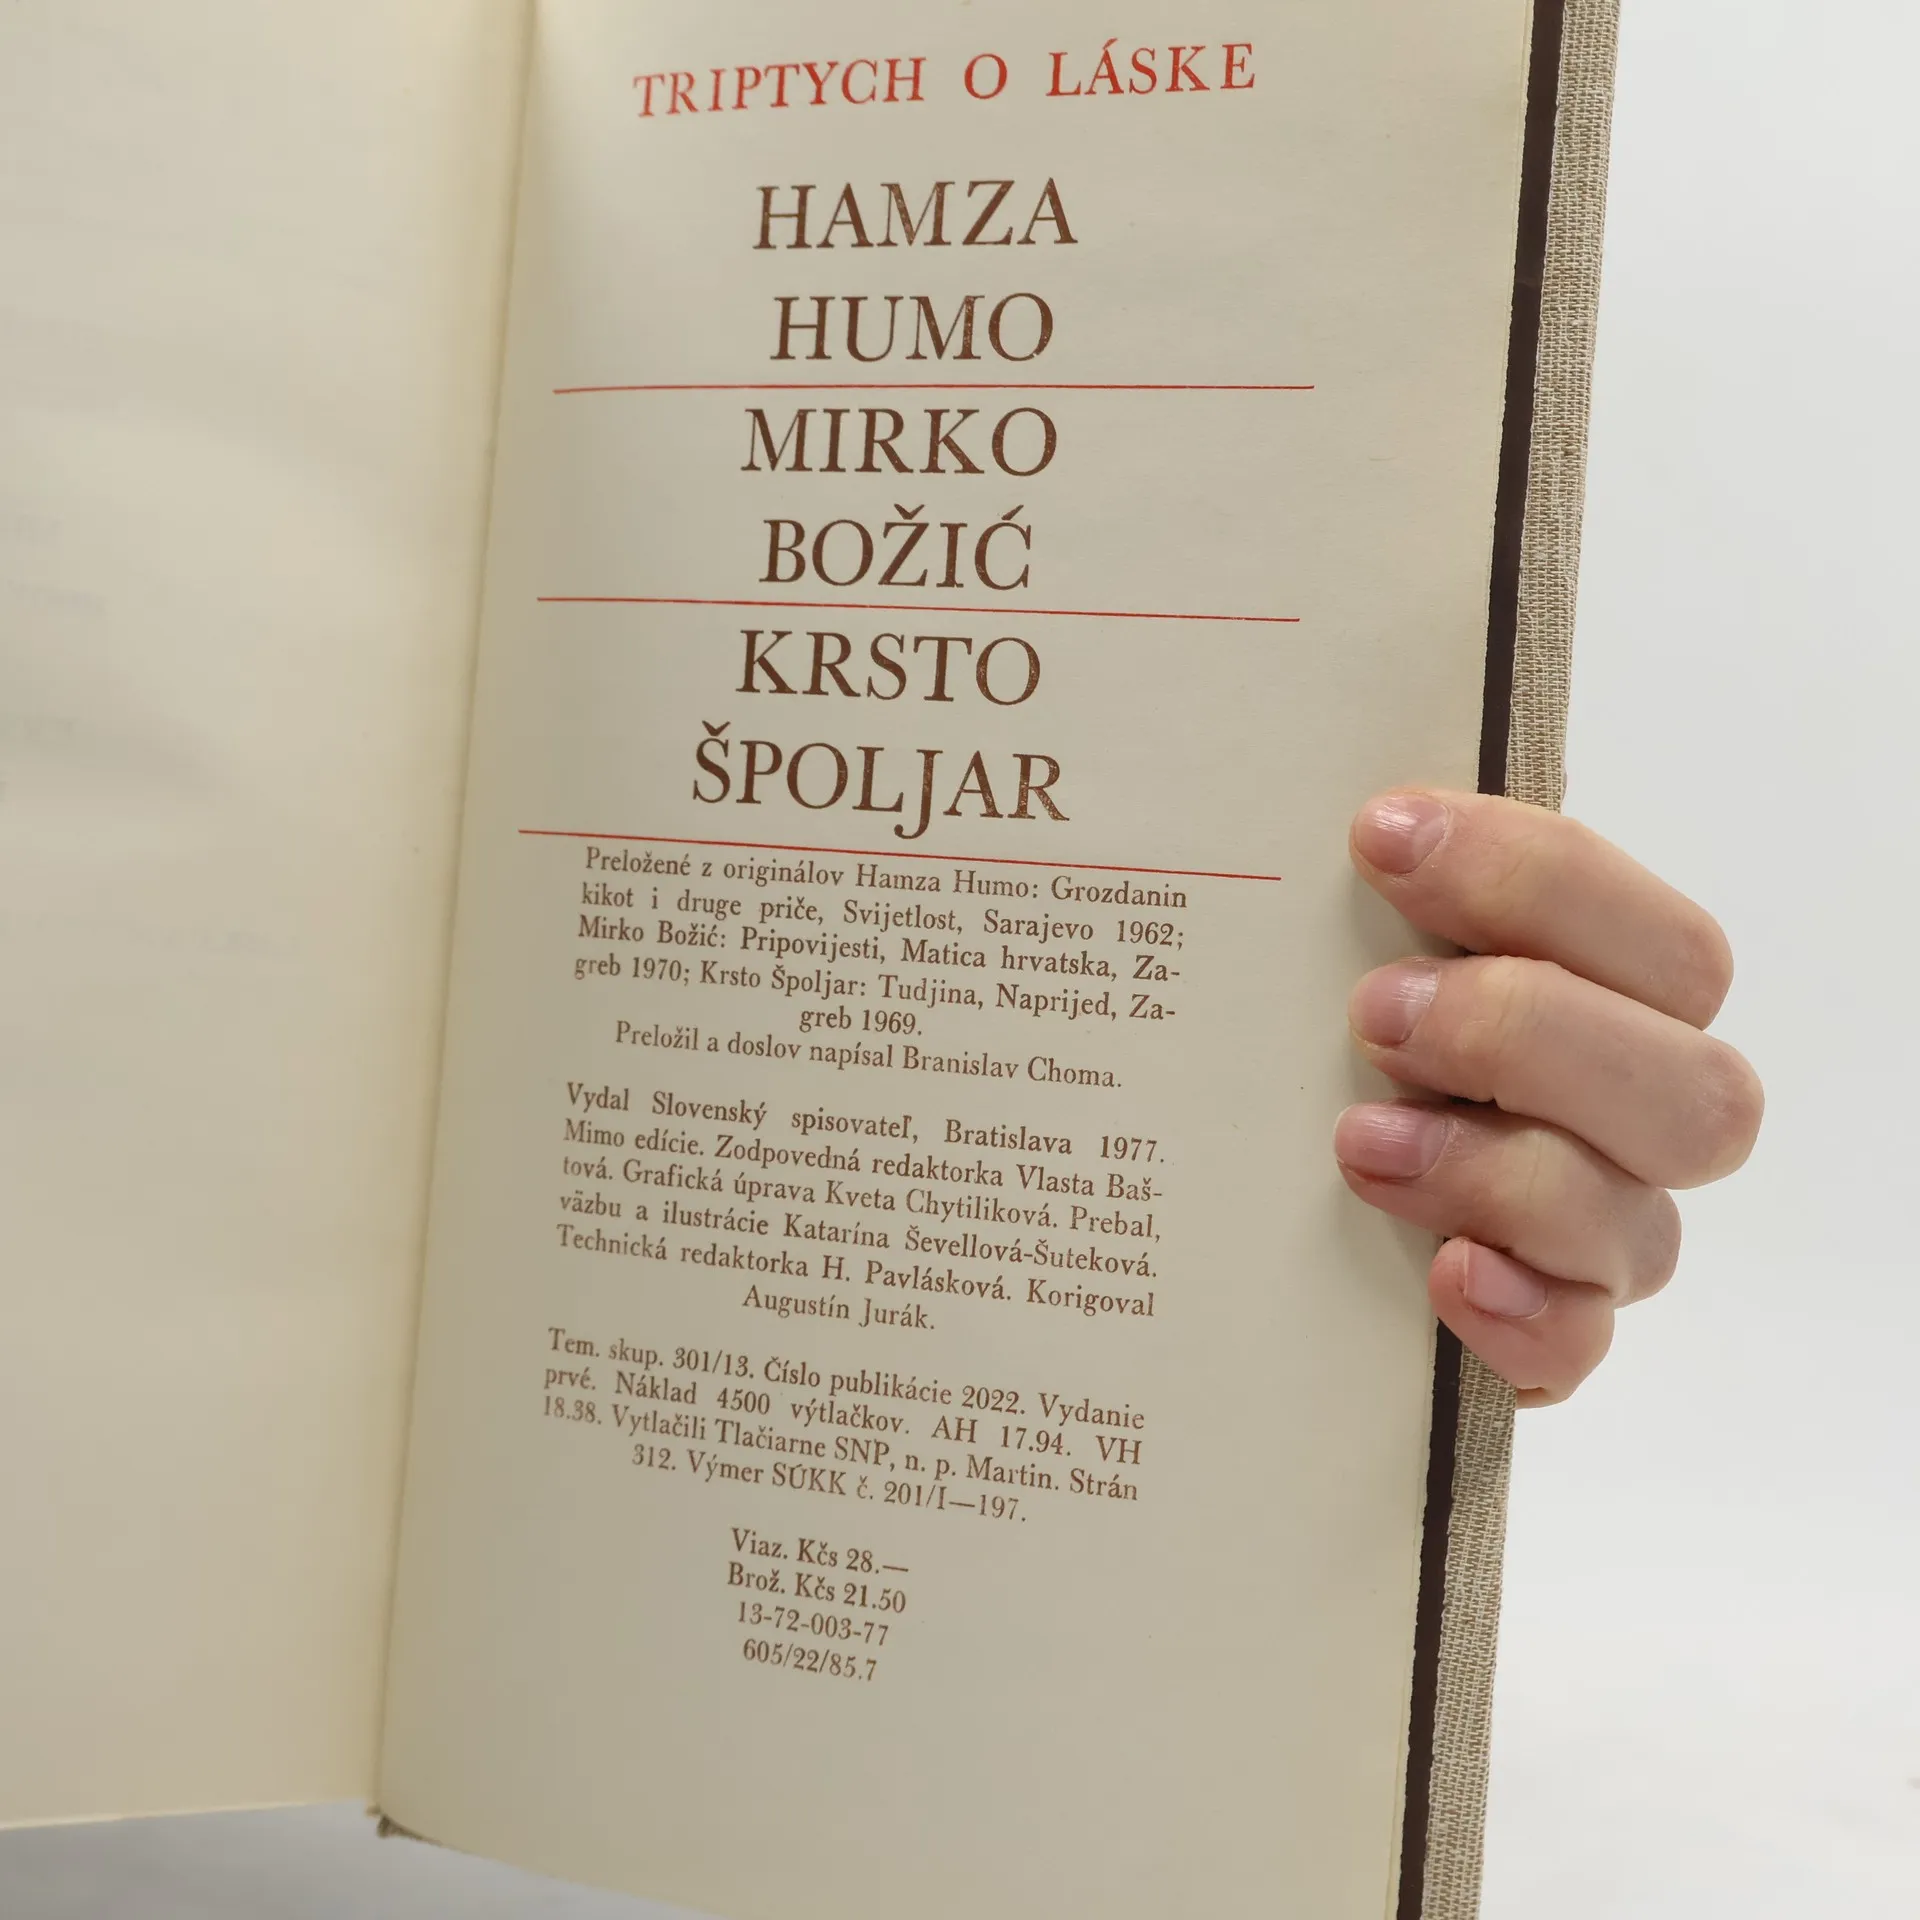 TRIPTYCH O LÁSKE
HAMZA
HUMO
MIRKO
BOŽIĆ
KRSTO
ŠPOLJAR
Preložené z originálov Hamza Humo: Grozdanin
kikot i druge priče, Svijetlost, Sarajevo 1962;
Mirko Božić: Pripovijesti, Matica hrvatska, Za-
greb 1970; Krsto Špoljar: Tudjina, Naprijed, Za-
greb 1969.
Preložil a doslov napísal Branislav Choma.
Vydal Slovenský spisovateľ, Bratislava 1977.
Mimo edície. Zodpovedná redaktorka Vlasta Baš-
tová. Grafická úprava Kveta Chytiliková. Prebal,
väzbu a ilustrácie Katarína Ševellová-Šuteková.
Technická redaktorka H. Pavlásková. Korigoval
Augustín Jurák.
Tem. skup. 301/13. Číslo publikácie 2022. Vydanie
prvé. Náklad 4500 výtlačkov. AH 17.94. VH
18.38. Vytlačili Tlačiarne SNP, n. p. Martin. Strán
312. Výmer SÚKK č. 201/I—197.
Viaz. Kčs 28.—
Brož. Kčs 21.50
13-72-003-77
605/22/85.7